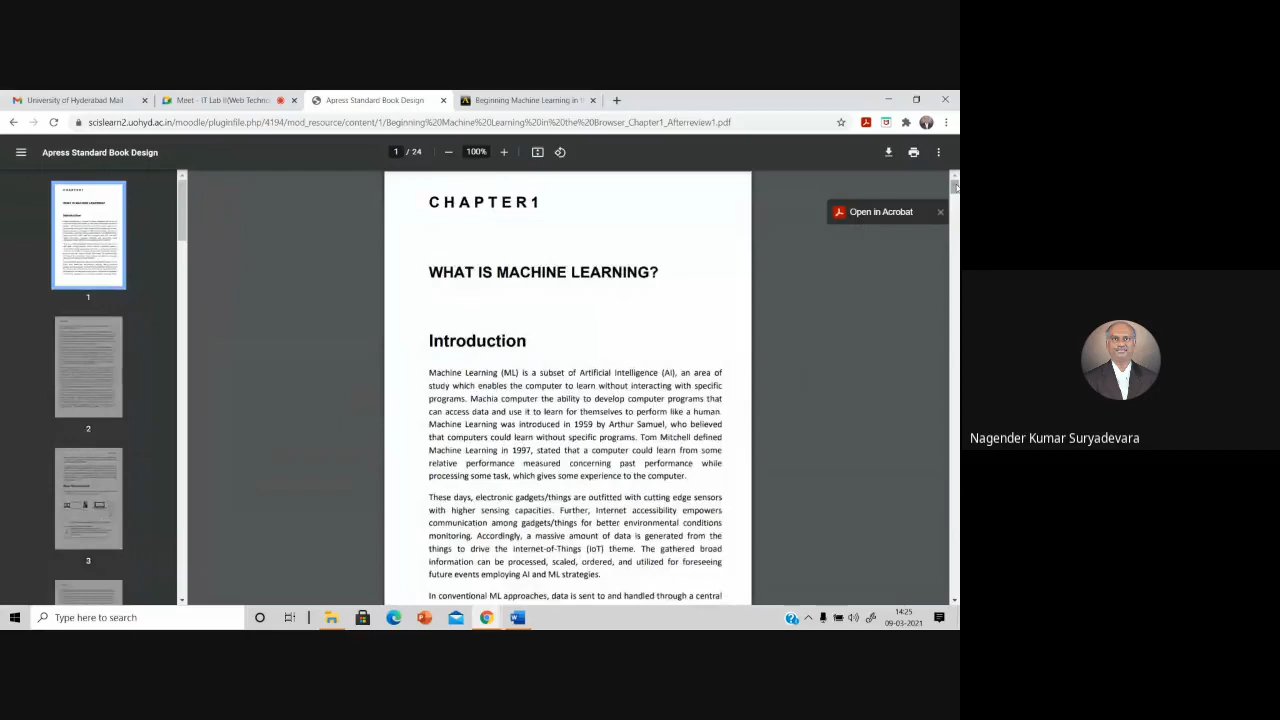 University of Hyderabad Mail
Meet - IT Lab II(Web Techni
Apress Standard Book Design
Beginning Machine Learning in t
scislearn2.uohyd.ac.in/moodle/pluginfile.php/4194/mod_resource/content/1/Beginning%20Machine%20Learning%20in%20the%20Browser_Chapter1_Afterreview1.pdf
Apress Standard Book Design
1 / 24
100%
Open in Acrobat
1
2
3
CHAPTER1
WHAT IS MACHINE LEARNING?
Introduction
Machine Learning (ML) is a subset of Artificial Intelligence (AI), an area of
study which enables the computer to learn without interacting with specific
programs. Machia computer the ability to develop computer programs that
can access data and use it to learn for themselves to perform like a human.
Machine Learning was introduced in 1959 by Arthur Samuel, who believed
that computers could learn without specific programs. Tom Mitchell defined
Machine Learning in 1997, stated that a computer could learn from some
relative performance measured concerning past performance while
processing some task, which gives some experience to the computer.
These days, electronic gadgets/things are outfitted with cutting edge sensors
with higher sensing capacities. Further, Internet accessibility empowers
communication among gadgets/things for better environmental conditions
monitoring. Accordingly, a massive amount of data is generated from the
things to drive the Internet-of-Things (IoT) theme. The gathered broad
information can be processed, scaled, ordered, and utilized for foreseeing
future events employing AI and ML strategies.
In conventional ML approaches, data is sent to and handled through a central
Nagender Kumar Suryadevara
Type here to search
14:25
09-03-2021